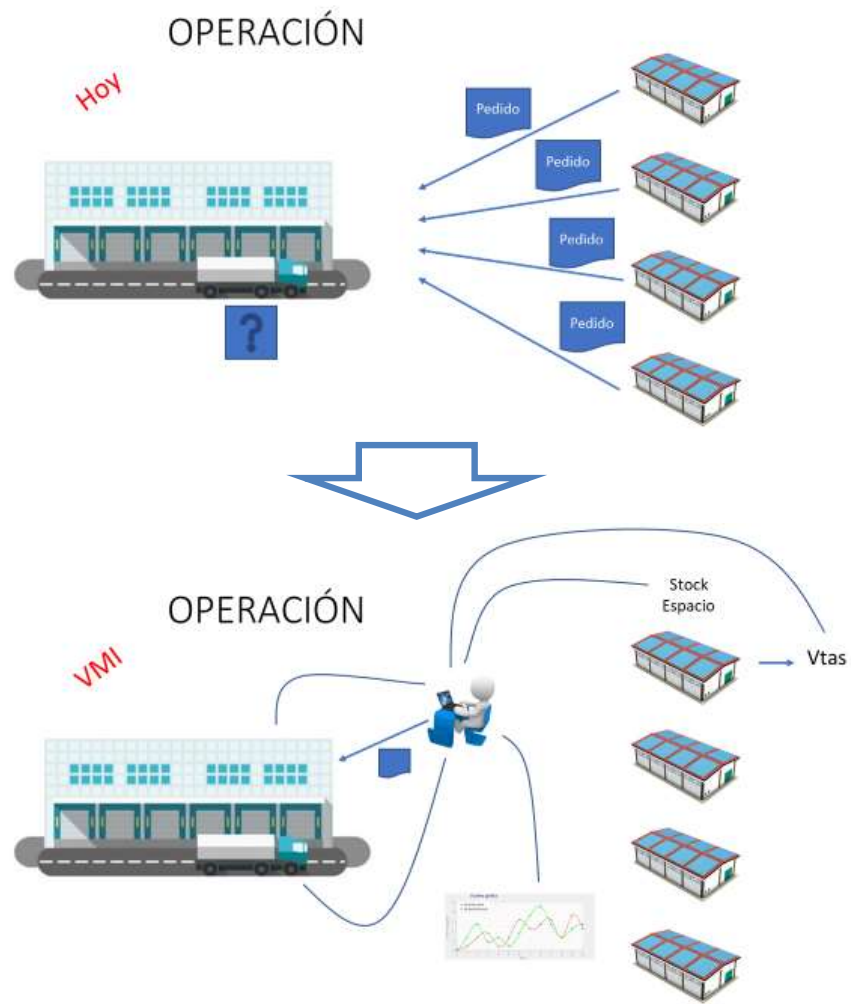 OPERACIÓN
Hoy
Pedido
Pedido
Pedido
Pedido
?
OPERACIÓN
VMI
Stock
Espacio
Vtas